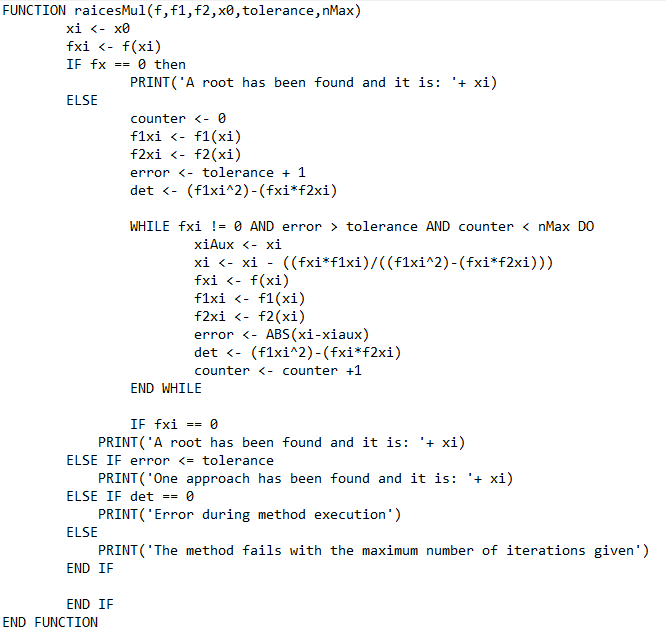 FUNCTION raicesMul(f,f1,f2,x0,tolerance,nMax)
xi <- x0
fxi <- f(xi)
IF fx == 0 then
PRINT('A root has been found and it is: '+ xi)
ELSE
counter <- 0
f1xi <- f1(xi)
f2xi <- f2(xi)
error <- tolerance + 1
det <- (f1xi^2)-(fxi*f2xi)
WHILE fxi != 0 AND error > tolerance AND counter < nMax DO
xiAux <- xi
xi <- xi - ((fxi*f1xi)/((f1xi^2)-(fxi*f2xi)))
fxi <- f(xi)
f1xi <- f1(xi)
f2xi <- f2(xi)
error <- ABS(xi-xiaux)
det <- (f1xi^2)-(fxi*f2xi)
counter <- counter +1
END WHILE
IF fxi == 0
PRINT('A root has been found and it is: '+ xi)
ELSE IF error <= tolerance
PRINT('One approach has been found and it is: '+ xi)
ELSE IF det == 0
PRINT('Error during method execution')
ELSE
PRINT('The method fails with the maximum number of iterations given')
END IF
END IF
END FUNCTION